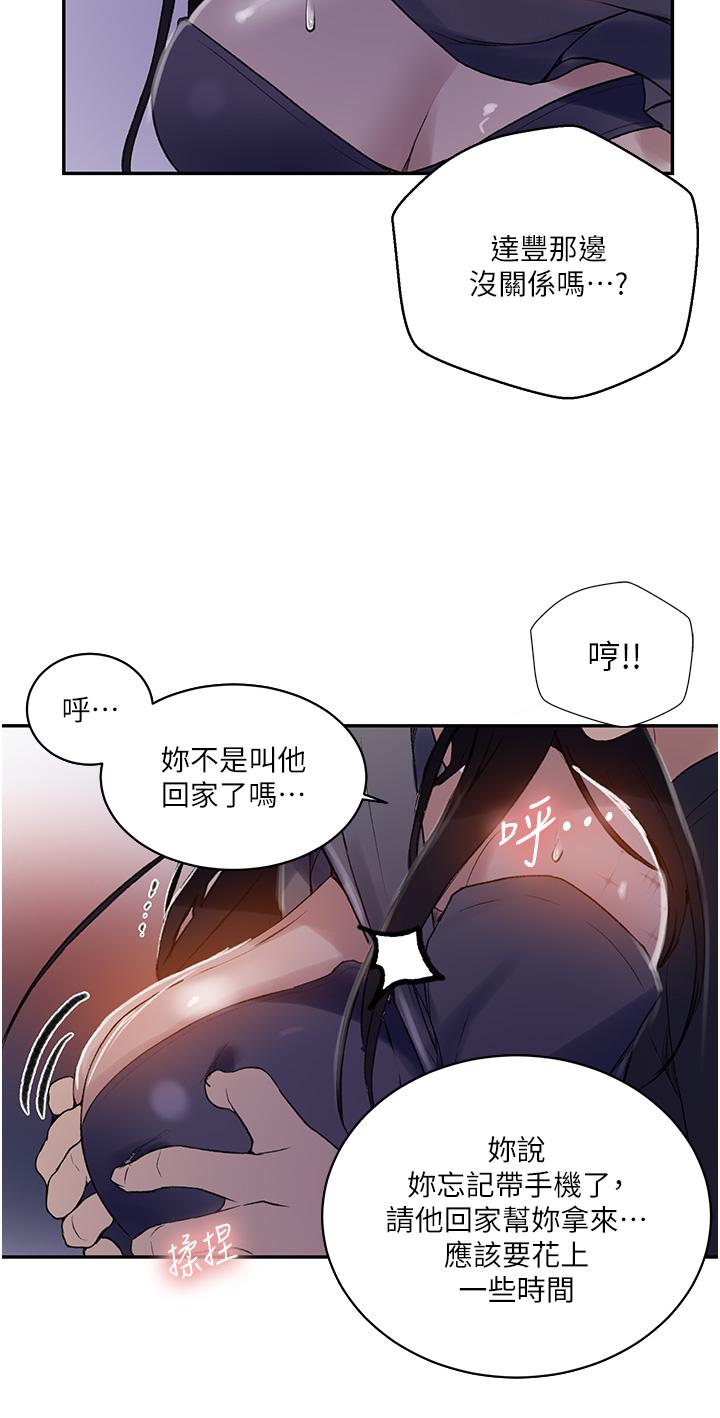 達豐那邊
沒關係嗎…?
哼!!
呼…
妳不是叫他
回家了嗎…
呼…
妳說
妳忘記帶手機了，
請他回家幫妳拿來…
應該要花上
一些時間
揉捏